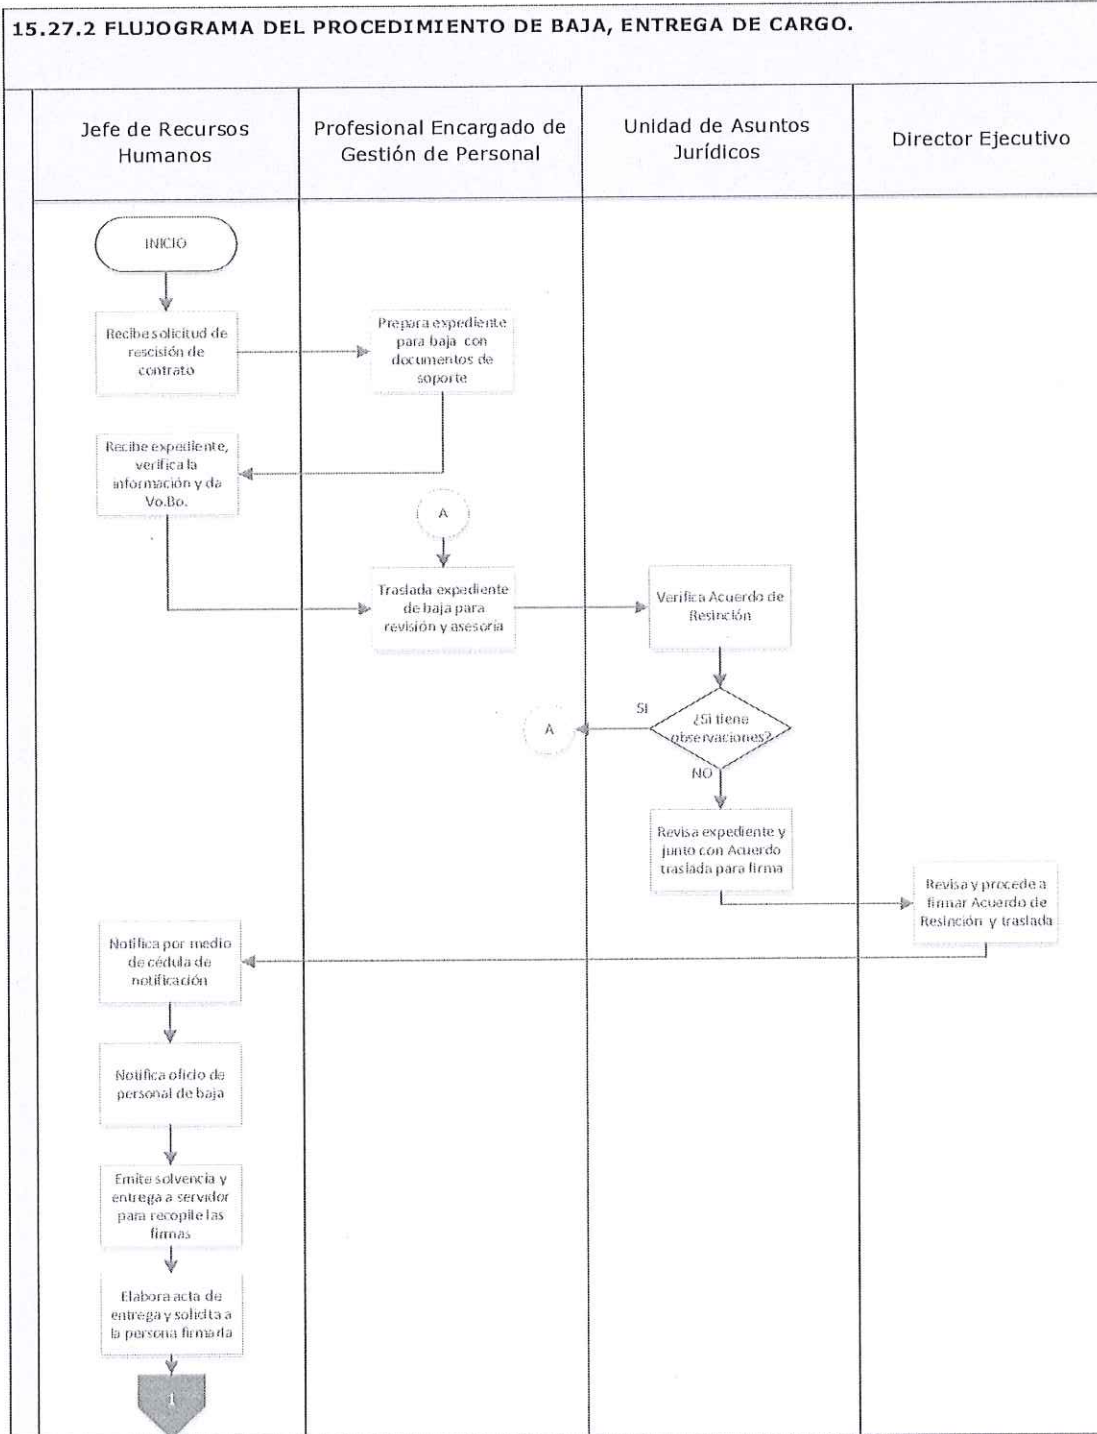 15.27.2 FLUJOGRAMA DEL PROCEDIMIENTO DE BAJA, ENTREGA DE CARGO.
Jefe de Recursos
Humanos
Profesional Encargado de
Gestión de Personal
Unidad de Asuntos
Jurídicos
Director Ejecutivo
INICIO
Recibe solicitud de
rescisión de
contrato
Prepara expediente
para baja con
documentos de
soporte
Recibe expediente,
verifica la
información y da
Vo.Bo.
A
Traslada expediente
de baja para
revisión y asesoría
Verifica Acuerdo de
Resinción
¿Si tiene
observaciones?
SI
A
NO
Revisa expediente y
junto con Acuerdo
traslada para firma
Revisa y procede a
firmar Acuerdo de
Resinción y traslada
Notifica por medio
de cédula de
notificación
Notifica oficio de
personal de baja
Emite solvencia y
entrega a servidor
para recopile las
firmas
Elabora acta de
entrega y solicita a
la persona firmarla
1